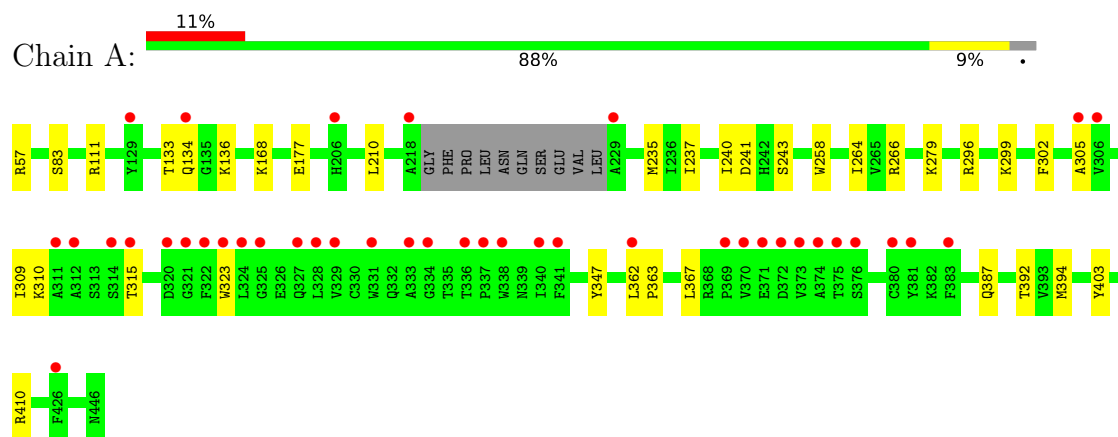 11%
Chain A:
88% 9% •
R57 S83 R111 Y129 T133 Q134 G135 K136 K168 E177 H206 L210 A218 GLY PHE PRO LEU ASN GLN SER GLU VAL LEU A229 M235 I236 I237 I240 D241 H242 S243 W258 I264 V265 R266 K279 R296 K299 F302 A305 V306
I309 K310 A311 A312 S313 S314 T315 D320 G321 F322 W323 L324 G325 E326 Q327 L328 V329 C330 W331 Q332 A333 G334 T335 T336 P337 W338 N339 I340 F341 Y347 L362 P363 L367 R368 P369 V370 E371 D372 V373 A374 T375 S376 C380 Y381 K382 F383 Q387 T392 V393 M394 Y403
R410 F426 N446